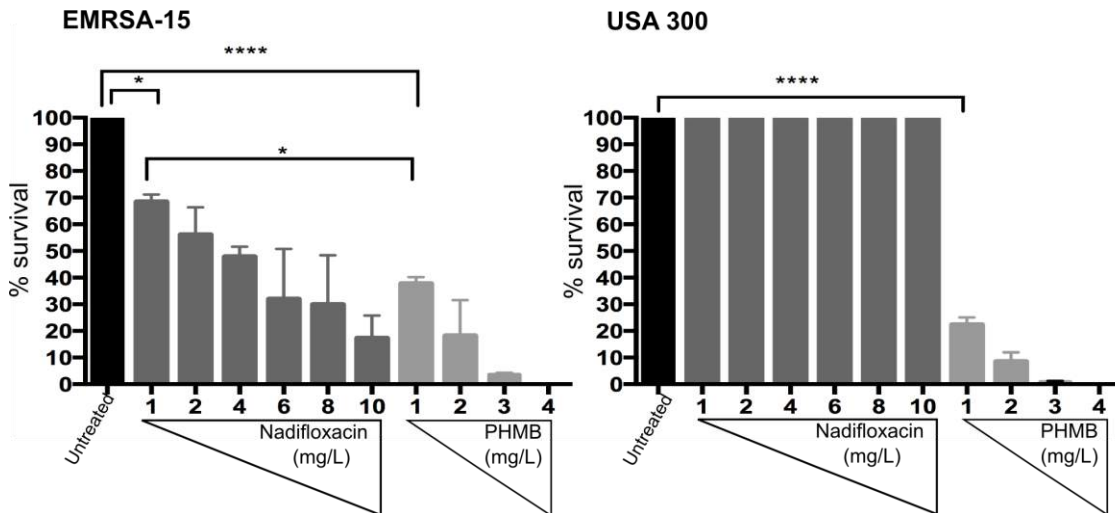 EMRSA-15
****
*
*
% survival
100
90
80
70
60
50
40
30
20
10
0
Untreated
1 2 4 6 8 10 1 2 3 4
Nadifloxacin
(mg/L)
PHMB
(mg/L)
USA 300
****
% survival
100
90
80
70
60
50
40
30
20
10
0
Untreated
1 2 4 6 8 10 1 2 3 4
Nadifloxacin
(mg/L)
PHMB
(mg/L)